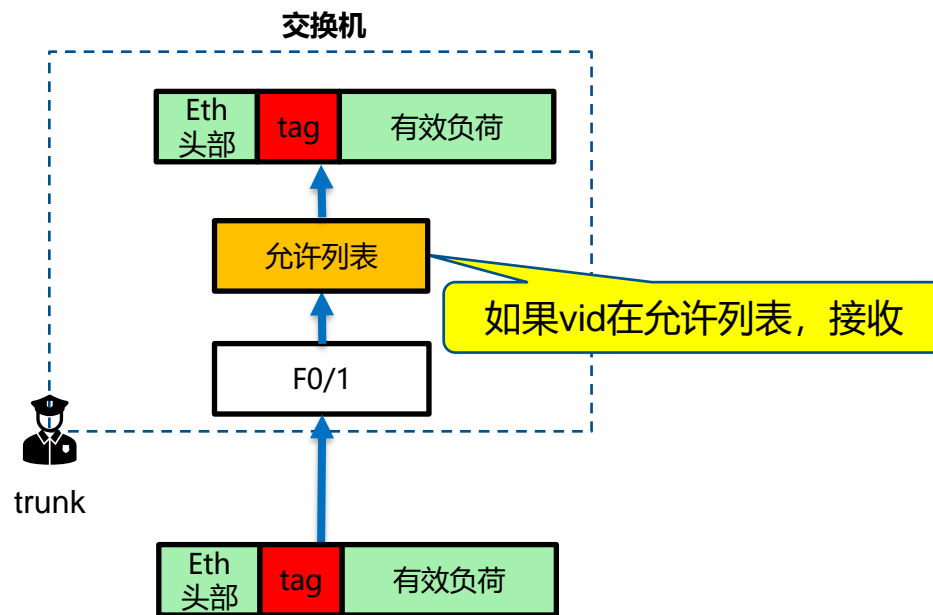 交换机
Eth
头部
tag
有效负荷
允许列表
如果vid在允许列表，接收
F0/1
trunk
Eth
头部
tag
有效负荷